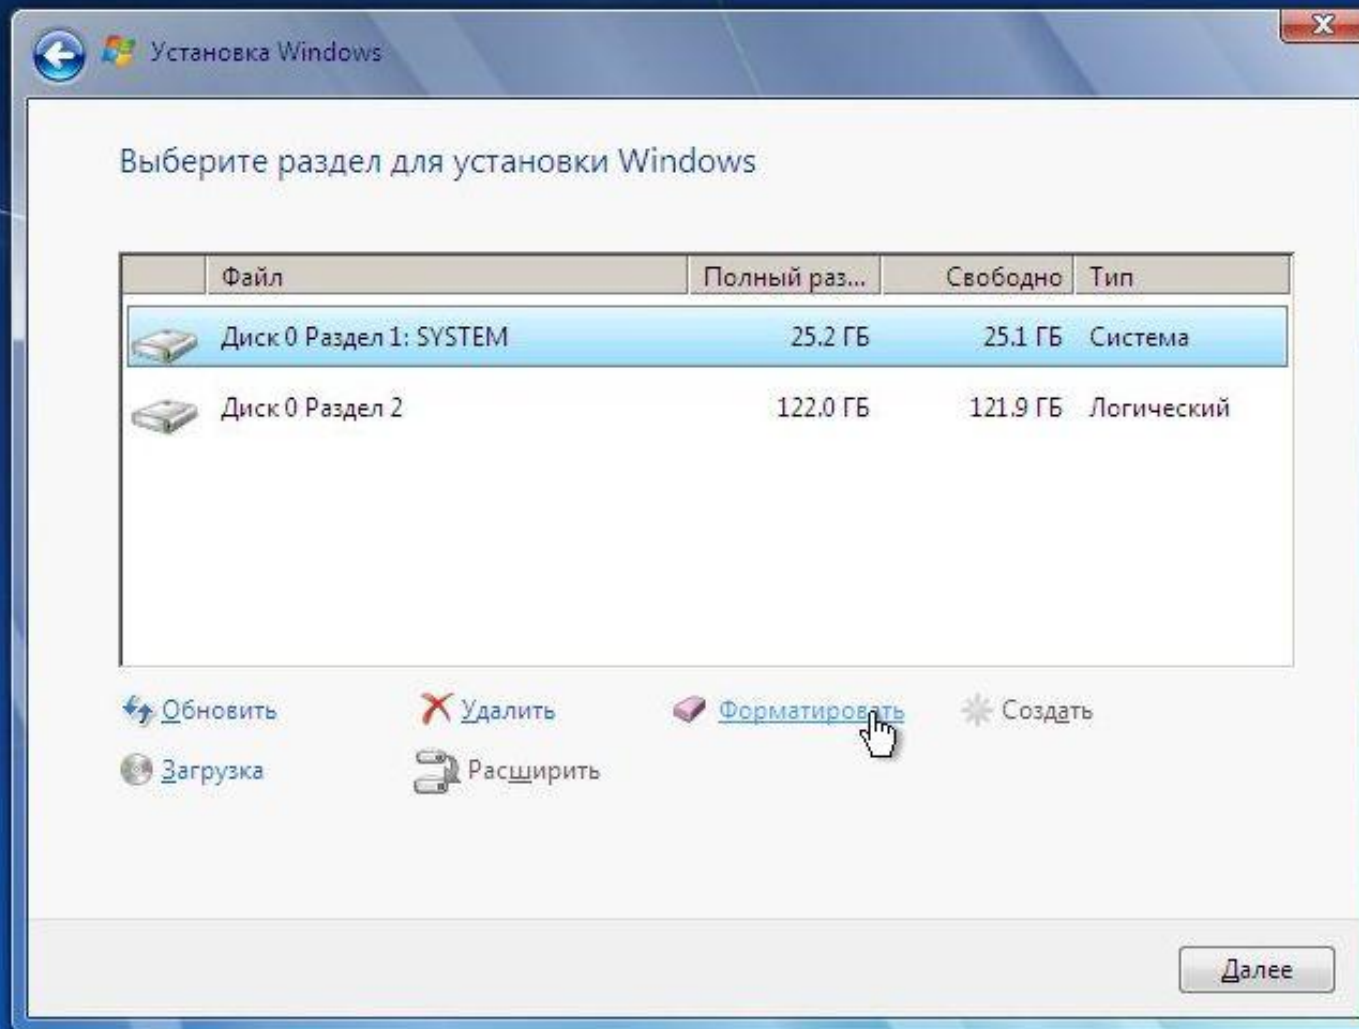 Установка Windows
Выберите раздел для установки Windows
Файл Полный раз... Свободно Тип
Диск 0 Раздел 1: SYSTEM 25.2 ГБ 25.1 ГБ Система
Диск 0 Раздел 2 122.0 ГБ 121.9 ГБ Логический
Обновить Удалить Форматировать Создать
Загрузка Расширить
Далее